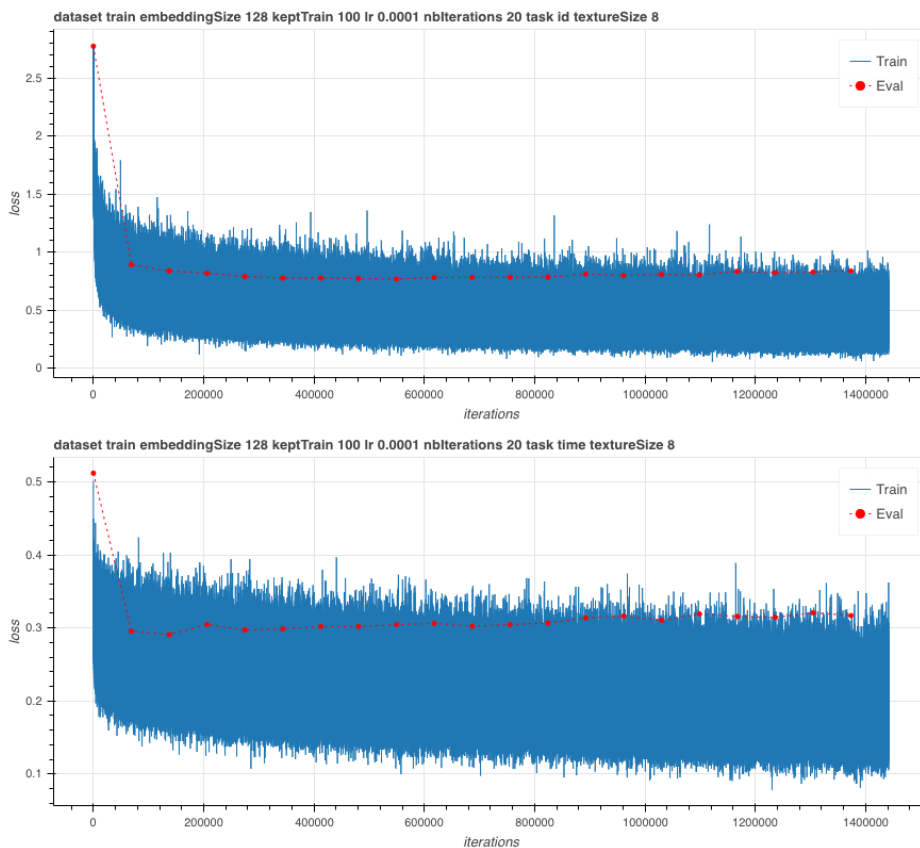 dataset train embeddingSize 128 keptTrain 100 lr 0.0001 nbIterations 20 task id textureSize 8
Train
Eval
2.5
2
1.5
1
0.5
0
loss
0 200000 400000 600000 800000 1000000 1200000 1400000
iterations
dataset train embeddingSize 128 keptTrain 100 lr 0.0001 nbIterations 20 task time textureSize 8
Train
Eval
0.5
0.4
0.3
0.2
0.1
loss
0 200000 400000 600000 800000 1000000 1200000 1400000
iterations